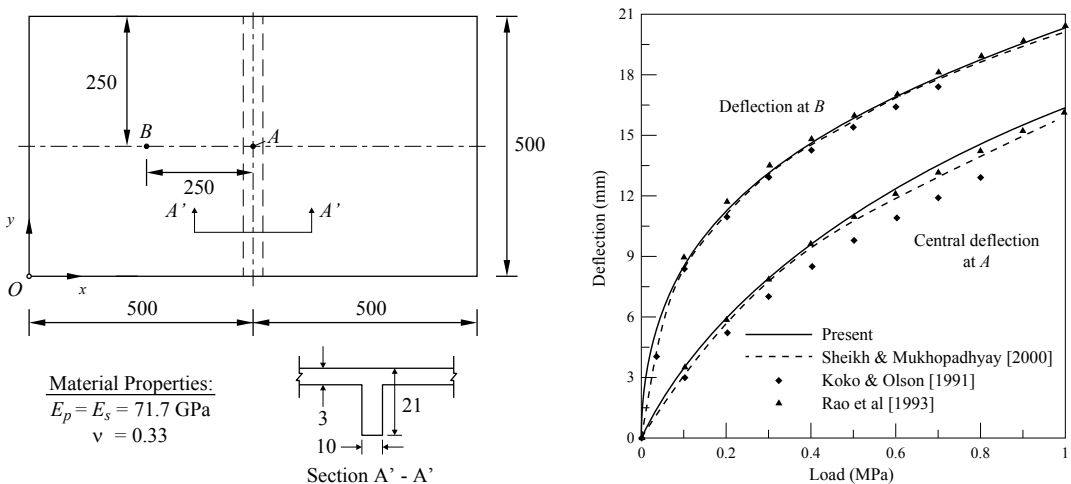 250
B
A
250
500
A’
A’
y
O
x
500
500
Material Properties:
E_p = E_s = 71.7 GPa
ν = 0.33
3
21
10
Section A’ - A’
21
18
15
12
9
6
3
0
Deflection (mm)
Deflection at B
Central deflection
at A
Present
Sheikh & Mukhopadhyay [2000]
Koko & Olson [1991]
Rao et al [1993]
0
0.2
0.4
0.6
0.8
1
Load (MPa)